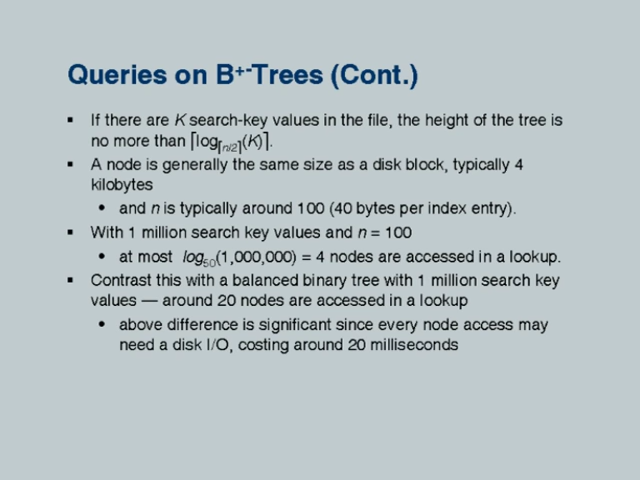 Queries on B+-Trees (Cont.)
▪ If there are K search-key values in the file, the height of the tree is
no more than ⌈log⌈n/2⌉(K)⌉.
▪ A node is generally the same size as a disk block, typically 4
kilobytes
• and n is typically around 100 (40 bytes per index entry).
▪ With 1 million search key values and n = 100
• at most log50(1,000,000) = 4 nodes are accessed in a lookup.
▪ Contrast this with a balanced binary tree with 1 million search key
values — around 20 nodes are accessed in a lookup
• above difference is significant since every node access may
need a disk I/O, costing around 20 milliseconds